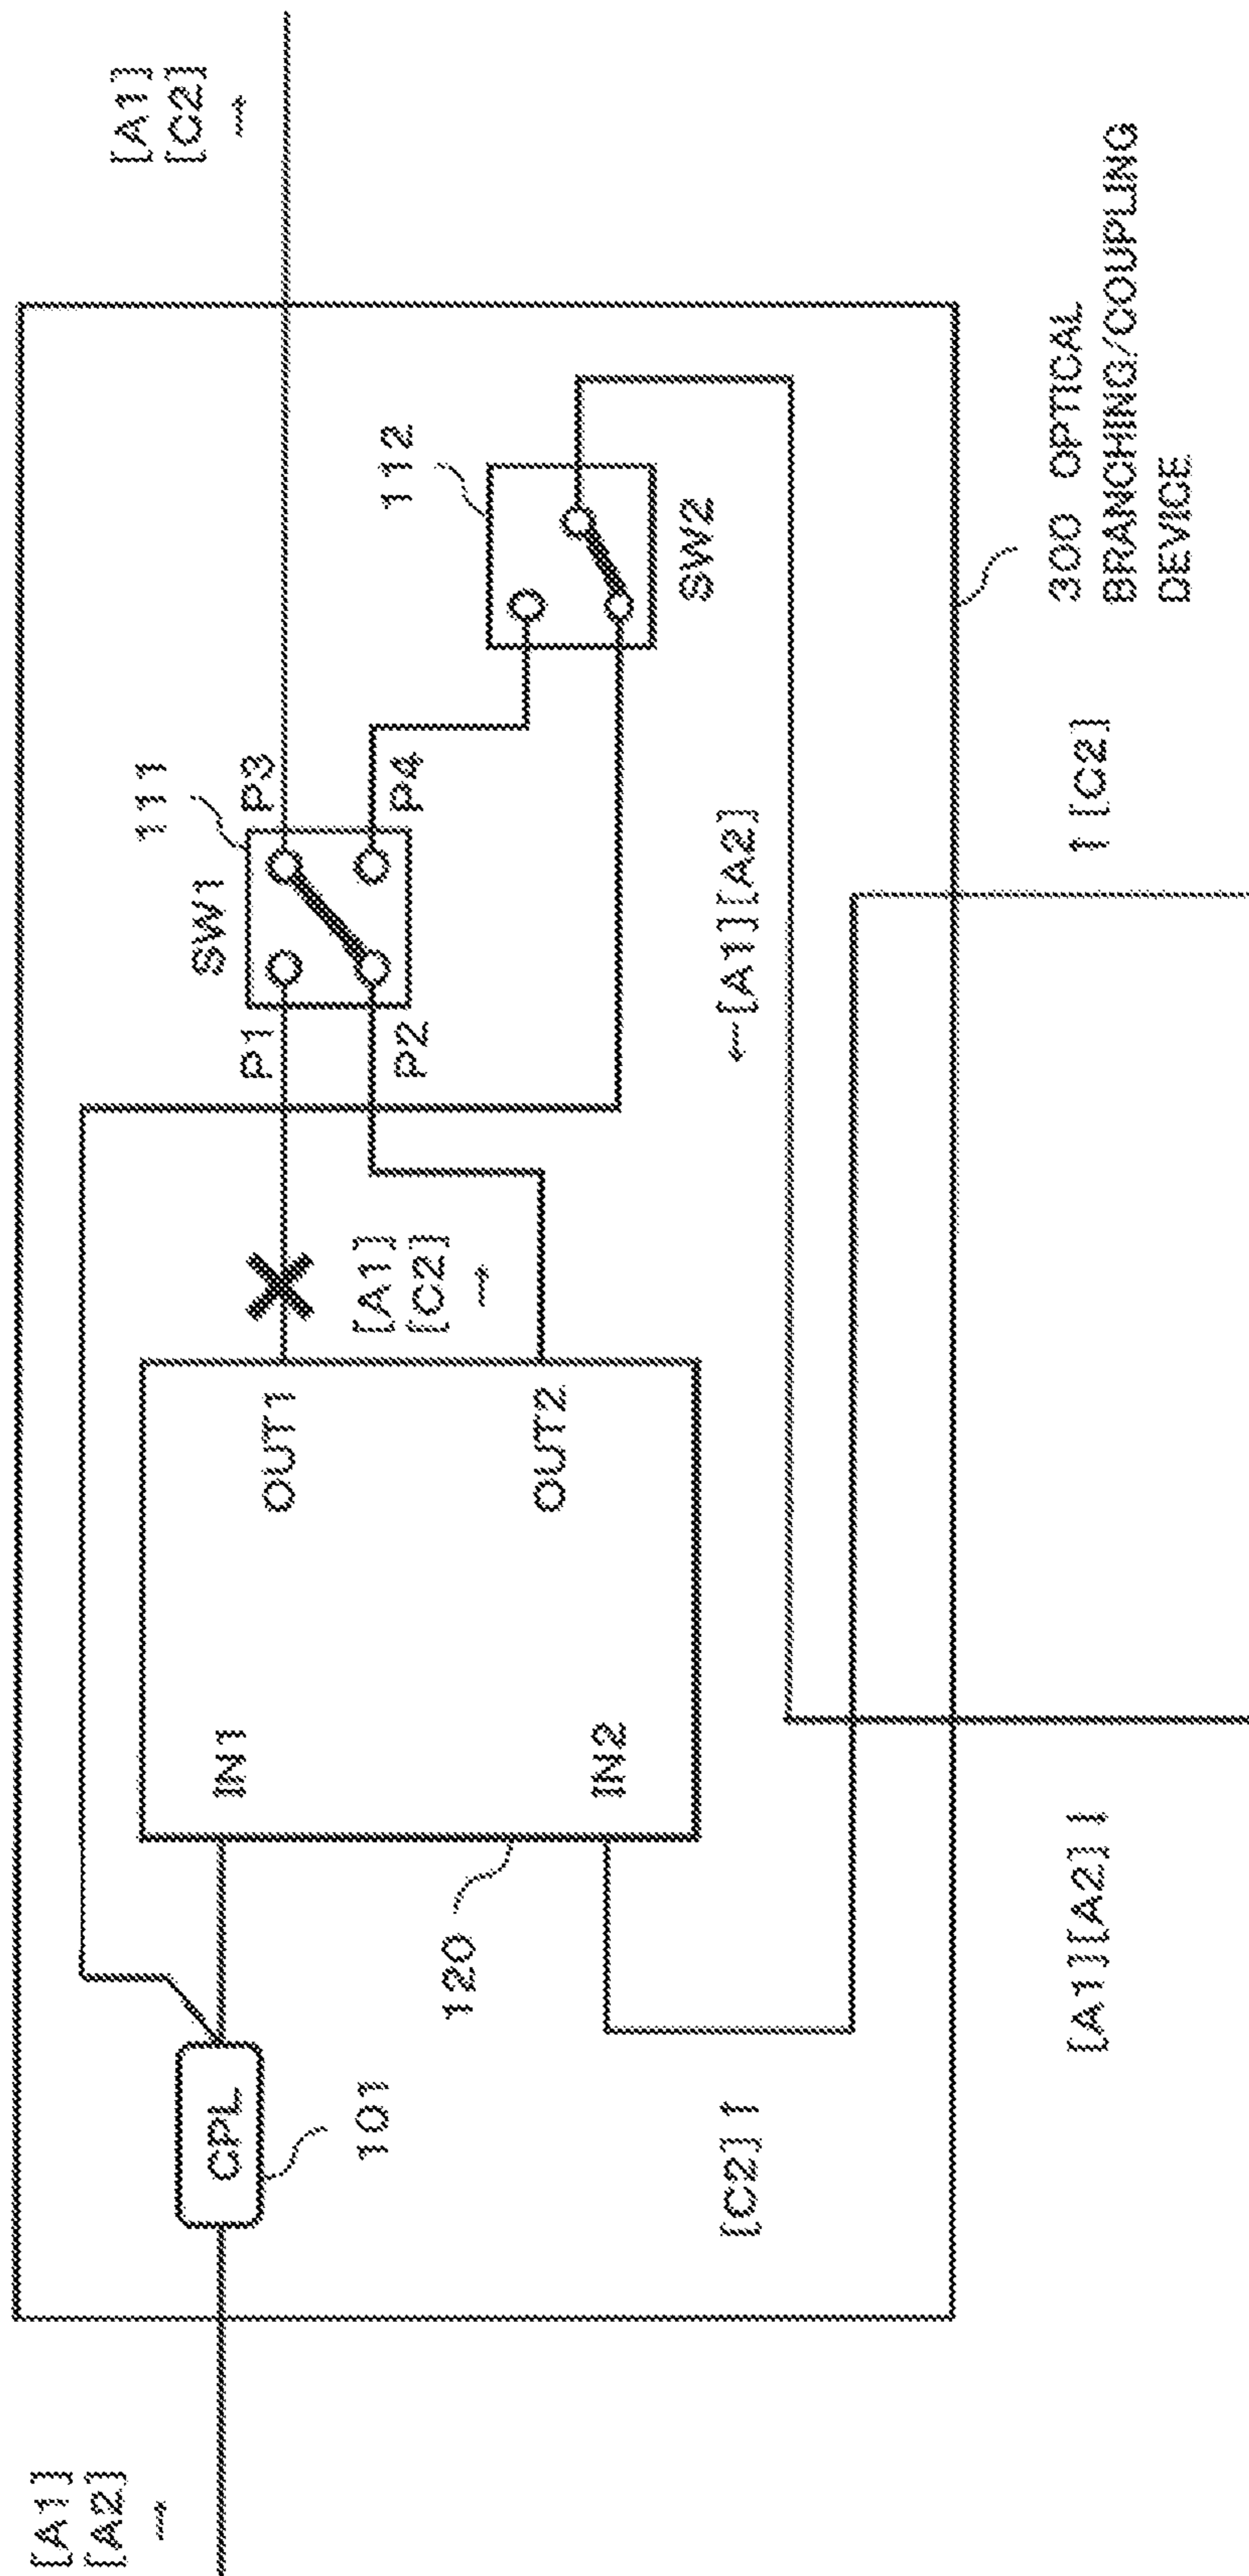 [A1]
[A2]
→
CPL
101
IN1
IN2
120
OUT1
OUT2
[A1]
[C2]
→
P1
P2
SW1
111
P3
P4
112
SW2
[A1]
[C2]
→
←[A1][A2]
[C2]↑
[A1][A2]↓
↑[C2]
300 OPTICAL
BRANCHING/COUPLING
DEVICE